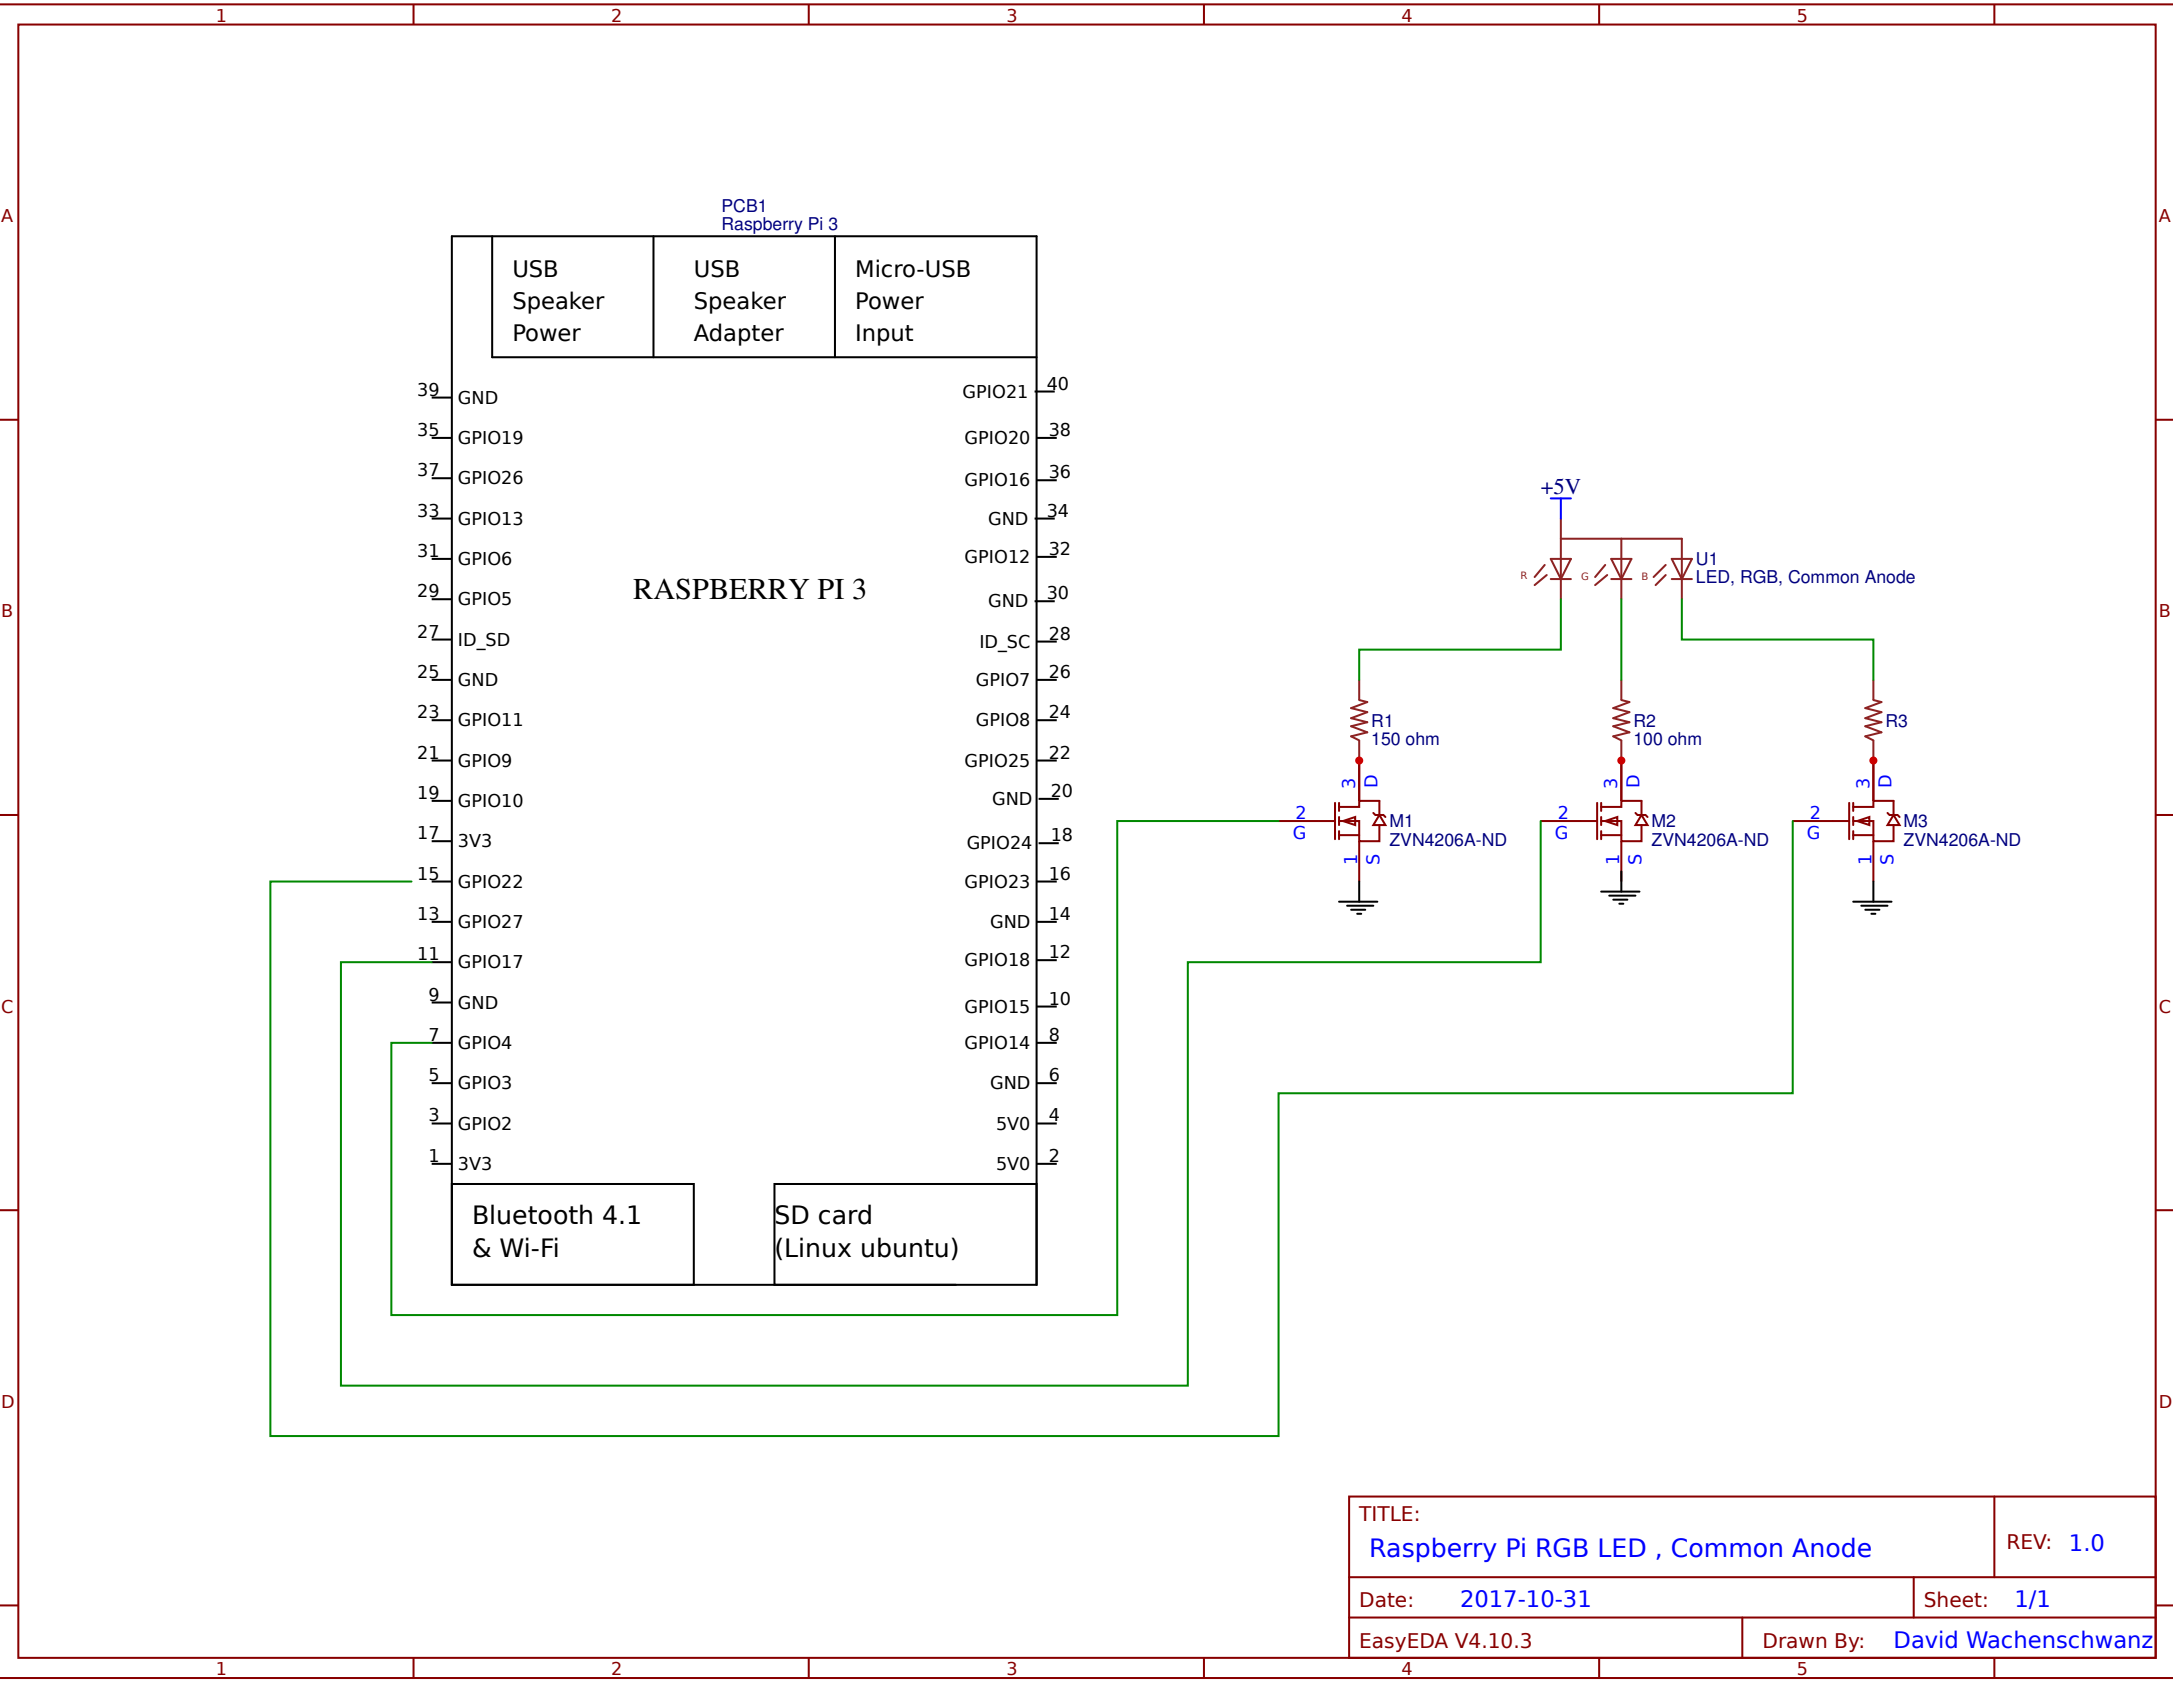 1 2 3 4 5
A A
B B
C C
D D
PCB1
Raspberry Pi 3
USB
Speaker
Power
USB
Speaker
Adapter
Micro-USB
Power
Input
RASPBERRY PI 3
39 GND
35 GPIO19
37 GPIO26
33 GPIO13
31 GPIO6
29 GPIO5
27 ID_SD
25 GND
23 GPIO11
21 GPIO9
19 GPIO10
17 3V3
15 GPIO22
13 GPIO27
11 GPIO17
9 GND
7 GPIO4
5 GPIO3
3 GPIO2
1 3V3
GPIO21 40
GPIO20 38
GPIO16 36
GND 34
GPIO12 32
GND 30
ID_SC 28
GPIO7 26
GPIO8 24
GPIO25 22
GND 20
GPIO24 18
GPIO23 16
GND 14
GPIO18 12
GPIO15 10
GPIO14 8
GND 6
5V0 4
5V0 2
Bluetooth 4.1
& Wi-Fi
SD card
(Linux ubuntu)
+5V
R G B
U1
LED, RGB, Common Anode
R1
150 ohm
R2
100 ohm
R3
3 D
2
G
1 S
M1
ZVN4206A-ND
3 D
2
G
1 S
M2
ZVN4206A-ND
3 D
2
G
1 S
M3
ZVN4206A-ND
TITLE:
Raspberry Pi RGB LED , Common Anode
REV: 1.0
Date: 2017-10-31
Sheet: 1/1
EasyEDA V4.10.3
Drawn By: David Wachenschwanz
1 2 3 4 5